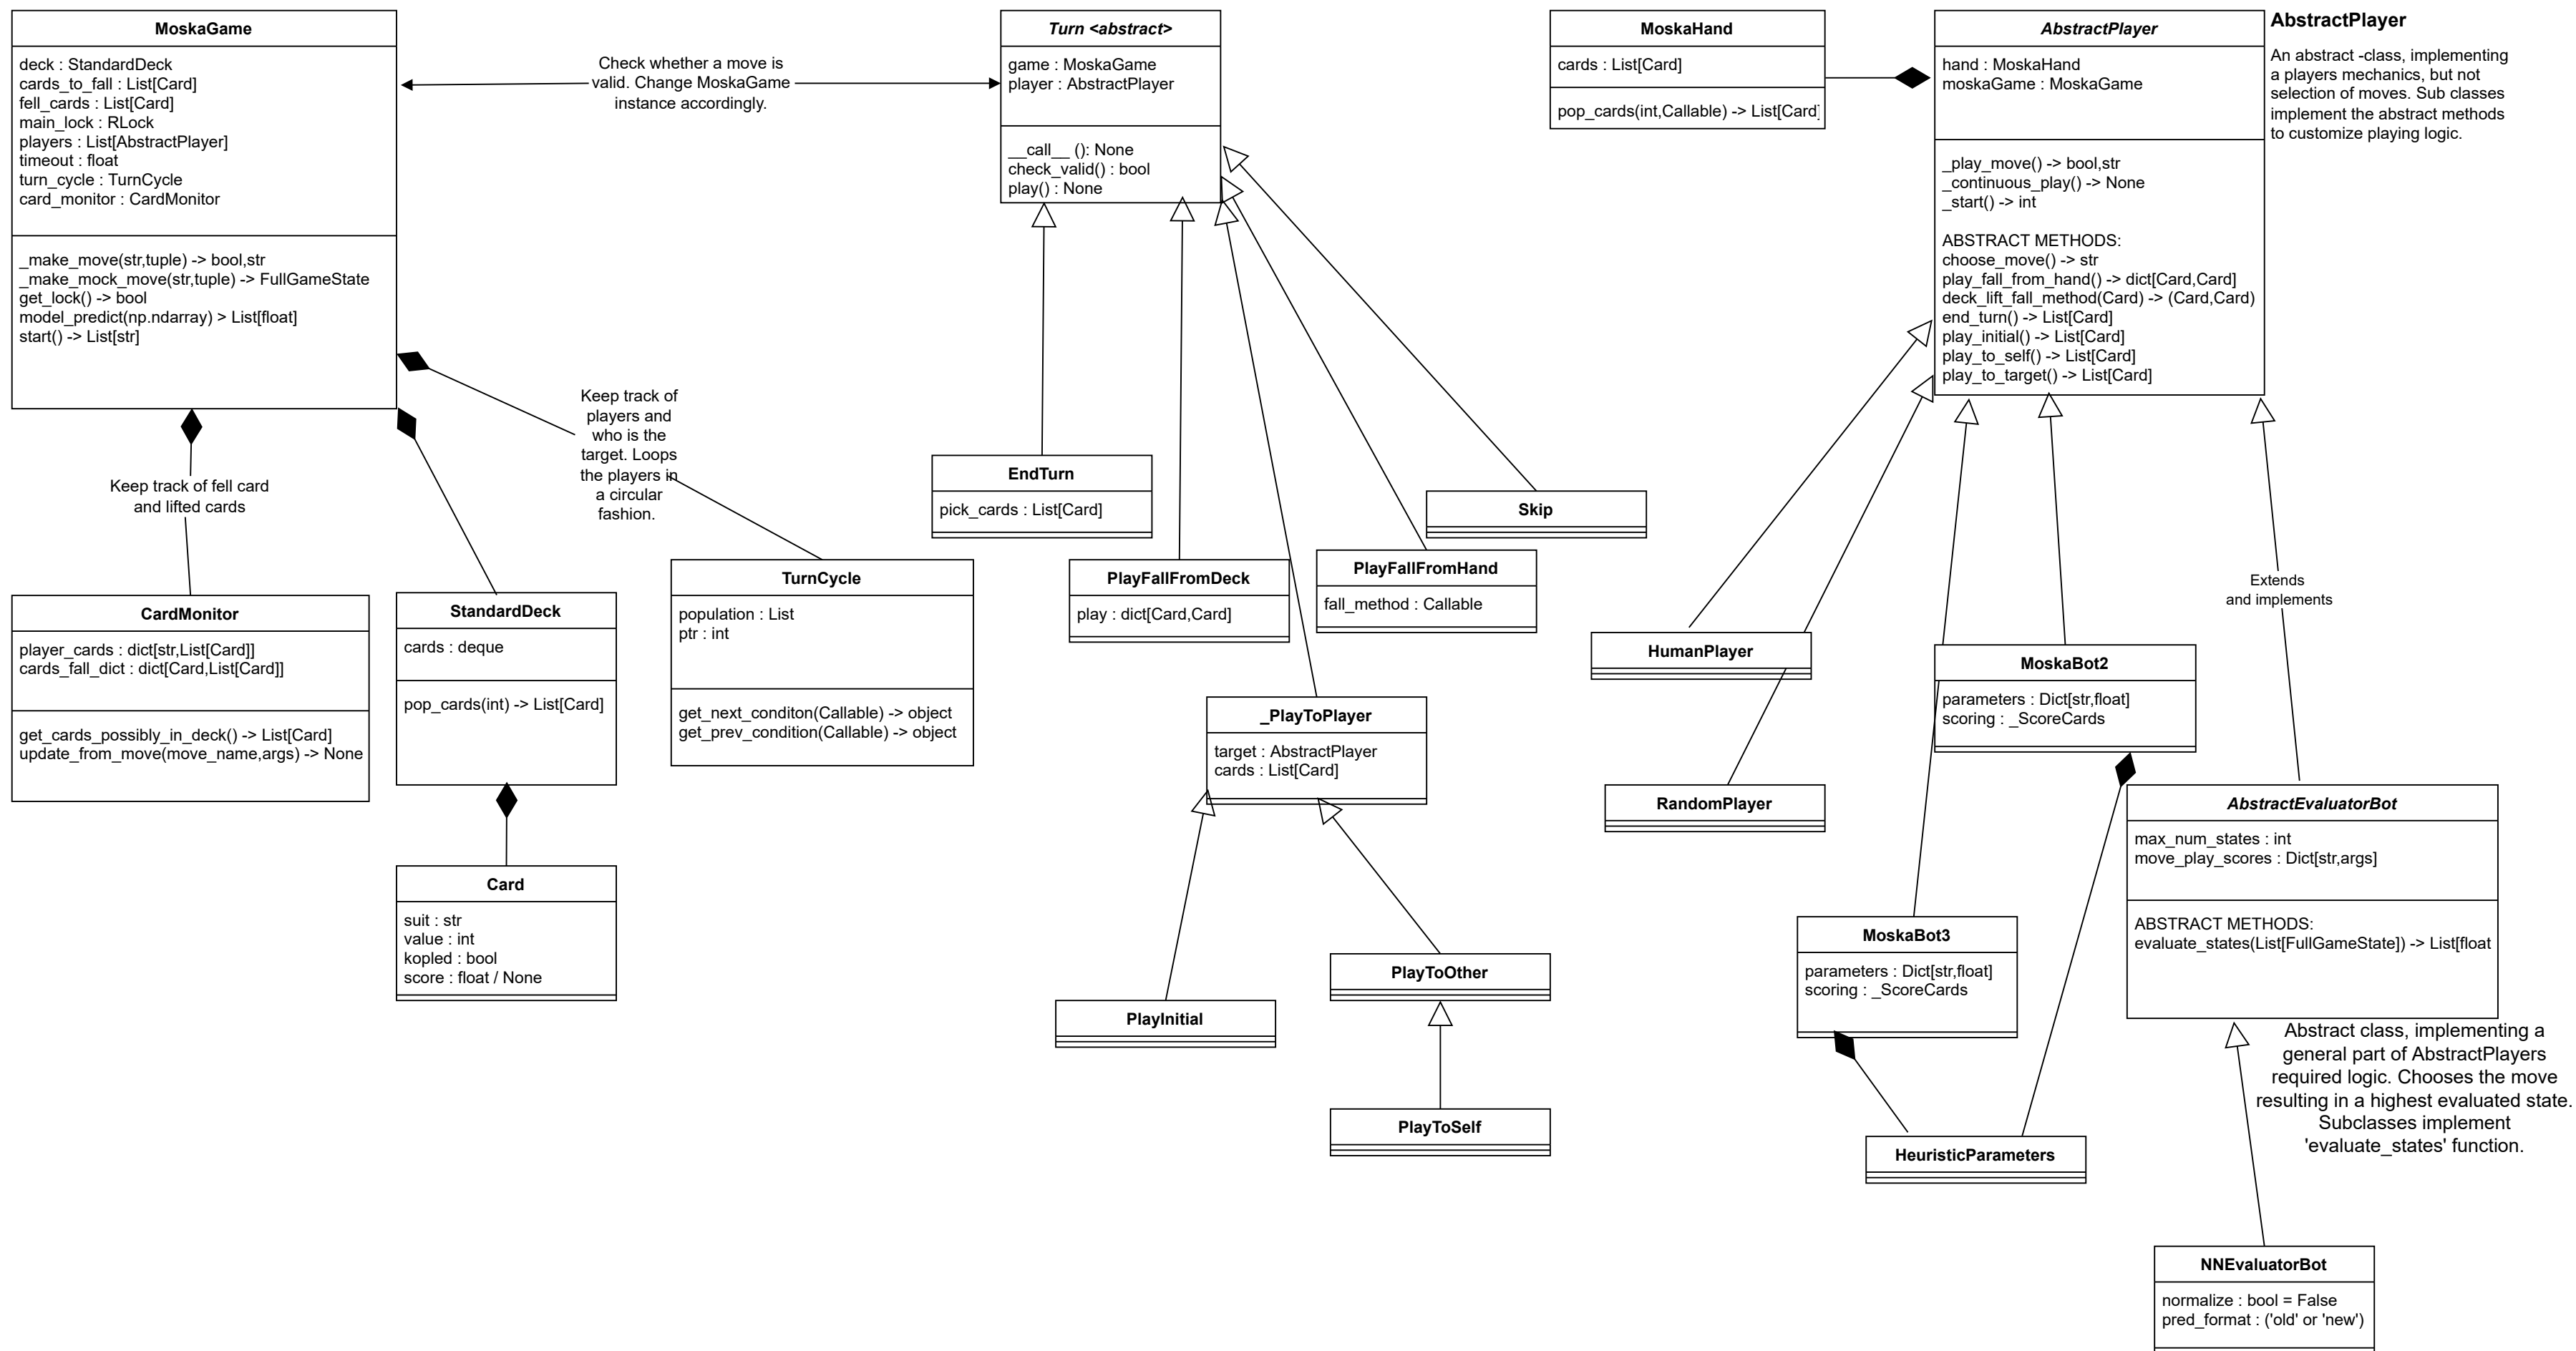 MoskaGame
deck : StandardDeck
cards_to_fall : List[Card]
fell_cards : List[Card]
main_lock : RLock
players : List[AbstractPlayer]
timeout : float
turn_cycle : TurnCycle
card_monitor : CardMonitor
_make_move(str,tuple) -> bool,str
_make_mock_move(str,tuple) -> FullGameState
get_lock() -> bool
model_predict(np.ndarray) > List[float]
start() -> List[str]
Check whether a move is
valid. Change MoskaGame
instance accordingly.
Turn <abstract>
game : MoskaGame
player : AbstractPlayer
__call__ (): None
check_valid() : bool
play() : None
MoskaHand
cards : List[Card]
pop_cards(int,Callable) -> List[Card]
AbstractPlayer
hand : MoskaHand
moskaGame : MoskaGame
_play_move() -> bool,str
_continuous_play() -> None
_start() -> int
ABSTRACT METHODS:
choose_move() -> str
play_fall_from_hand() -> dict[Card,Card]
deck_lift_fall_method(Card) -> (Card,Card)
end_turn() -> List[Card]
play_initial() -> List[Card]
play_to_self() -> List[Card]
play_to_target() -> List[Card]
AbstractPlayer
An abstract -class, implementing
a players mechanics, but not
selection of moves. Sub classes
implement the abstract methods
to customize playing logic.
Keep track of fell card
and lifted cards
Keep track of
players and
who is the
target. Loops
the players in
a circular
fashion.
CardMonitor
player_cards : dict[str,List[Card]]
cards_fall_dict : dict[Card,List[Card]]
get_cards_possibly_in_deck() -> List[Card]
update_from_move(move_name,args) -> None
StandardDeck
cards : deque
pop_cards(int) -> List[Card]
Card
suit : str
value : int
kopled : bool
score : float / None
TurnCycle
population : List
ptr : int
get_next_conditon(Callable) -> object
get_prev_condition(Callable) -> object
EndTurn
pick_cards : List[Card]
PlayFallFromDeck
play : dict[Card,Card]
Skip
PlayFallFromHand
fall_method : Callable
_PlayToPlayer
target : AbstractPlayer
cards : List[Card]
PlayInitial
PlayToOther
PlayToSelf
HumanPlayer
RandomPlayer
MoskaBot2
parameters : Dict[str,float]
scoring : _ScoreCards
Extends
and implements
MoskaBot3
parameters : Dict[str,float]
scoring : _ScoreCards
HeuristicParameters
AbstractEvaluatorBot
max_num_states : int
move_play_scores : Dict[str,args]
ABSTRACT METHODS:
evaluate_states(List[FullGameState]) -> List[float
Abstract class, implementing a
general part of AbstractPlayers
required logic. Chooses the move
resulting in a highest evaluated state.
Subclasses implement
'evaluate_states' function.
NNEvaluatorBot
normalize : bool = False
pred_format : ('old' or 'new')